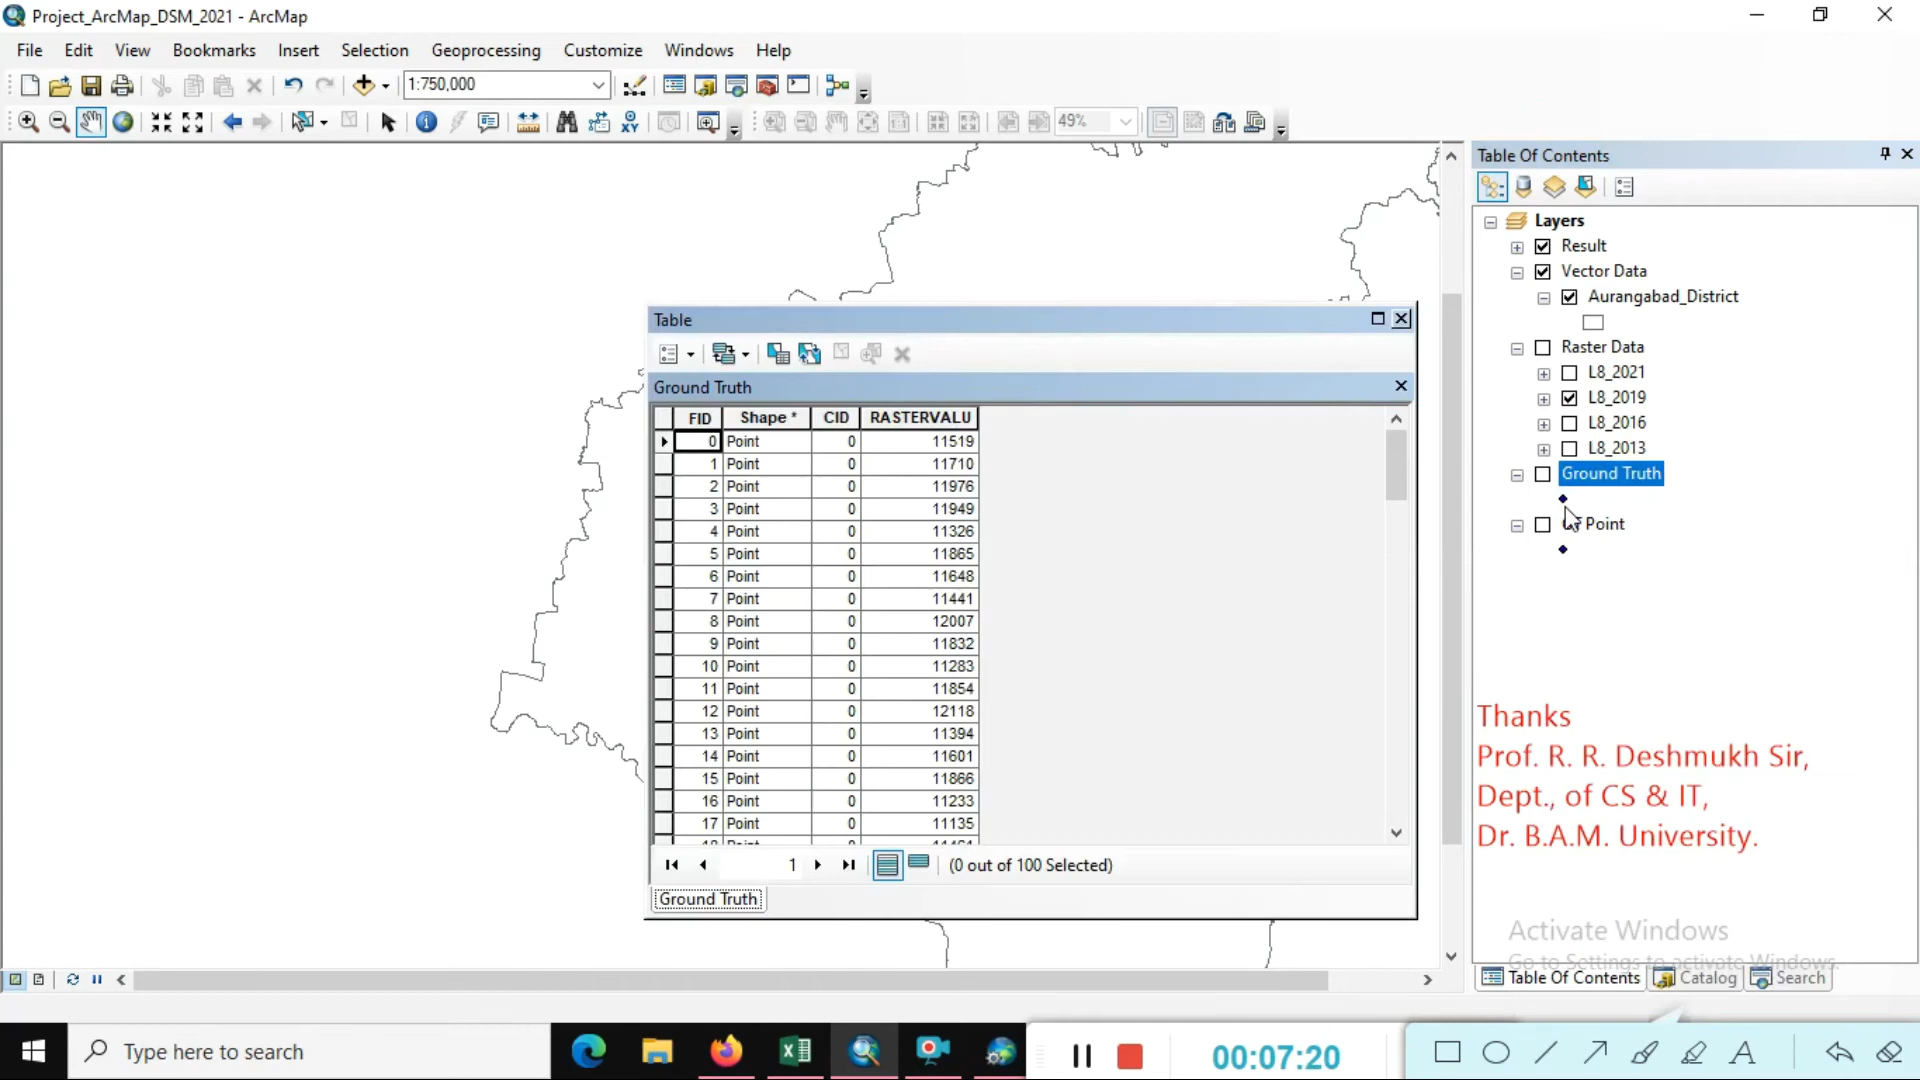 Project_ArcMap_DSM_2021 - ArcMap
File Edit View Bookmarks Insert Selection Geoprocessing Customize Windows Help
1:750,000
49%
Table Of Contents
Layers
Result
Vector Data
Aurangabad_District
Raster Data
L8_2021
L8_2019
L8_2016
L8_2013
Ground Truth
Point
Table
Ground Truth
FID Shape * CID RASTERVALU
0 Point 0 11519
1 Point 0 11710
2 Point 0 11976
3 Point 0 11949
4 Point 0 11326
5 Point 0 11865
6 Point 0 11648
7 Point 0 11441
8 Point 0 12007
9 Point 0 11832
10 Point 0 11283
11 Point 0 11854
12 Point 0 12118
13 Point 0 11394
14 Point 0 11601
15 Point 0 11866
16 Point 0 11233
17 Point 0 11135
1 (0 out of 100 Selected)
Ground Truth
Thanks
Prof. R. R. Deshmukh Sir,
Dept., of CS & IT,
Dr. B.A.M. University.
Activate Windows
Go to Settings to activate Windows.
Table Of Contents Catalog Search
Type here to search
00:07:20